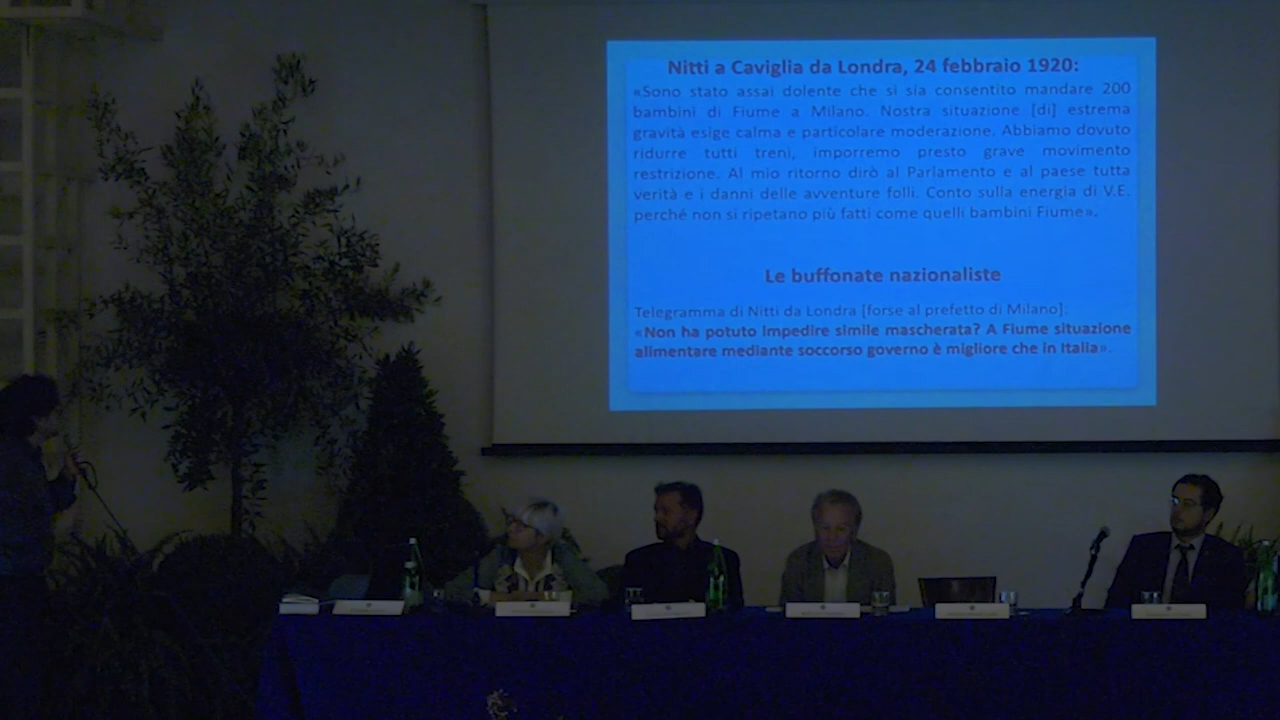 Nitti a Caviglia da Londra, 24 febbraio 1920:
«Sono stato assai dolente che si sia consentito mandare 200
bambini di Fiume a Milano. Nostra situazione [di] estrema
gravità esige calma e particolare moderazione. Abbiamo dovuto
ridurre tutti treni, imporremo presto grave movimento
restrizione. Al mio ritorno dirò al Parlamento e al paese tutta
verità e i danni delle avventure folli. Conto sulla energia di V.E.
perché non si ripetano più fatti come quelli bambini Fiume».
Le buffonate nazionaliste
Telegramma di Nitti da Londra [forse al prefetto di Milano]:
«Non ha potuto impedire simile mascherata? A Fiume situazione
alimentare mediante soccorso governo è migliore che in Italia».